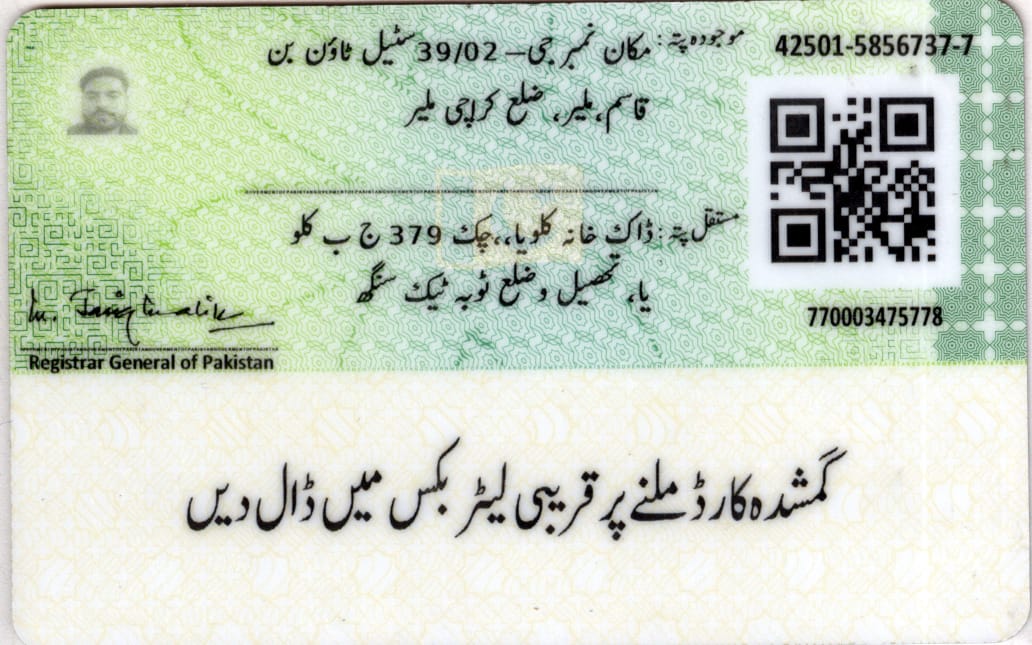 موجودہ پتہ: مکان نمبر جی– 39/02 سٹیل ٹاؤن بن
قاسم، ملیر، ضلع کراچی ملیر
42501-5856737-7
مستقل پتہ: ڈاک خانہ کلویا،، چک 379 ج ب کلو
یا، تحصیل و ضلع ٹوبہ ٹیک سنگھ
770003475778
Registrar General of Pakistan
گمشدہ کارڈ ملنے پر قریبی لیٹر بکس میں ڈال دیں